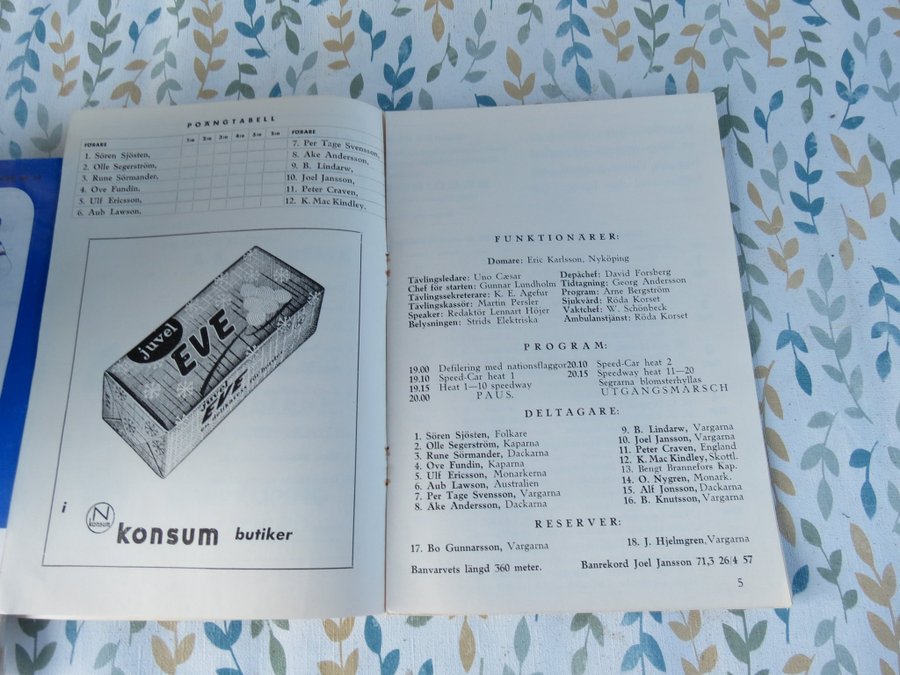 POÄNGTABELL
FÖRARE 1:a 2:a 3:e 4:e 5:e S:a FÖRARE
1. Sören Sjösten,
2. Olle Segerström,
3. Rune Sörmander,
4. Ove Fundin,
5. Ulf Ericsson,
6. Aub Lawson,
7. Per Tage Svensson,
8. Ake Andersson,
9. B. Lindarw,
10. Joel Jansson,
11. Peter Craven,
12. K. Mac Kindley,
juvel
EVE
juvel
EVE
i
N
konsum
konsum butiker
FUNKTIONÄRER:
Domare: Eric Karlsson, Nyköping
Tävlingsledare: Uno Cæsar
Chef för starten: Gunnar Lundholm
Tävlingssekreterare: K. E. Agefur
Tävlingskassör: Martin Persler
Speaker: Redaktör Lennart Höjer
Belysningen: Strids Elektriska
Depåchef: David Forsberg
Tidtagning: Georg Andersson
Program: Arne Bergström
Sjukvård: Röda Korset
Vaktchef: W. Schönbeck
Ambulanstjänst: Röda Korset
PROGRAM:
19.00 Defilering med nationsflaggor
19.10 Speed-Car heat 1
19.15 Heat 1—10 speedway
20.00 PAUS.
20.10 Speed-Car heat 2
20.15 Speedway heat 11—20
Segrarna blomsterhyllas
UTGÅNGSMARSCH
DELTAGARE:
1. Sören Sjösten, Folkare
2. Olle Segerström, Kaparna
3. Rune Sörmander, Dackarna
4. Ove Fundin, Kaparna
5. Ulf Ericsson, Monarkerna
6. Aub Lawson, Australien
7. Per Tage Svensson, Vargarna
8. Ake Andersson, Dackarna
9. B. Lindarw, Vargarna
10. Joel Jansson, Vargarna
11. Peter Craven, England
12. K. Mac Kindley, Skottl.
13. Bengt Brannefors Kap.
14. O. Nygren, Monark.
15. Alf Jonsson, Dackarna
16. B. Knutsson, Vargarna
RESERVER:
17. Bo Gunnarsson, Vargarna
18. J. Hjelmgren, Vargarna
Banvarvets längd 360 meter.
Banrekord Joel Jansson 71,3 26/4 57
5